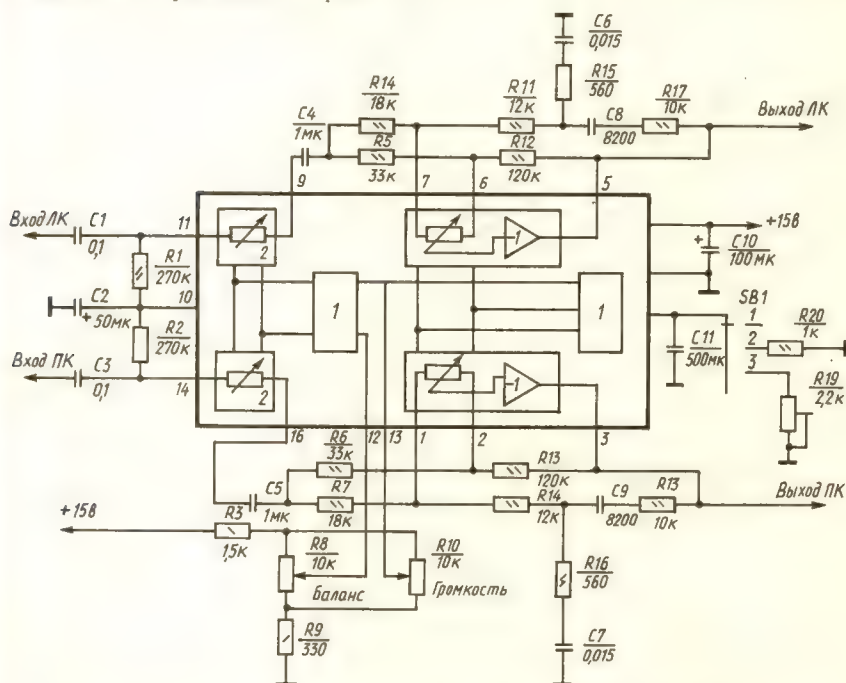 C6
0,015
R14
18к
R11
12к
R15
560
R17
10к
Выход ЛК
C4
1мк
C8
8200
R5
33к
R12
120к
9
7
6
5
Вход ЛК
C1
0,1
11
2
-1
+15В
+
C10
100мк
R1
270к
C2
+ 50мк
10
1
1
SB1
1
2
3
R20
1к
R2
270к
C11
500мк
R19
2,2к
Вход ПК
C3
0,1
14
2
-1
16
12
13
1
2
3
R6
33к
R13
120к
C5
1мк
R7
18к
R14
12к
C9
8200
R13
10к
Выход ПК
+15В
R3
1,5к
R8
10к
R10
10к
Баланс
Громкость
R16
560
R9
330
C7
0,015